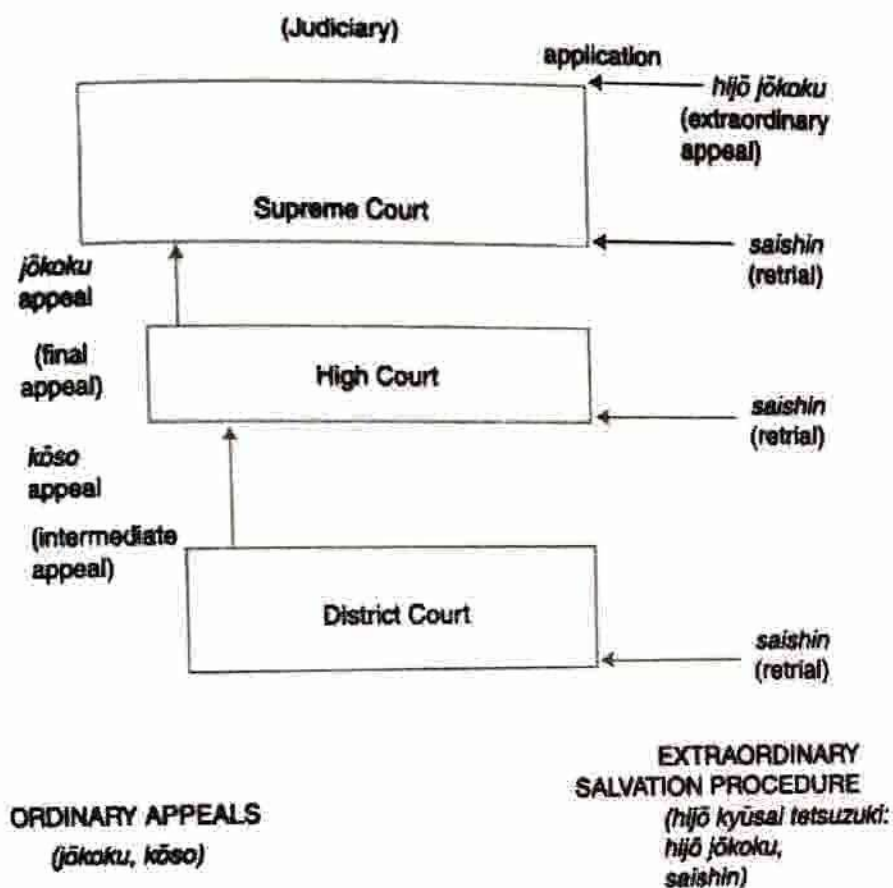 (Judiciary)
application
hijō jōkoku
(extraordinary
appeal)
Supreme Court
saishin
(retrial)
jōkoku
appeal
(final
appeal)
High Court
saishin
(retrial)
kōso
appeal
(intermediate
appeal)
District Court
saishin
(retrial)
ORDINARY APPEALS
(jōkoku, kōso)
EXTRAORDINARY
SALVATION PROCEDURE
(hijō kyūsai tetsuzuki:
hijō jōkoku,
saishin)